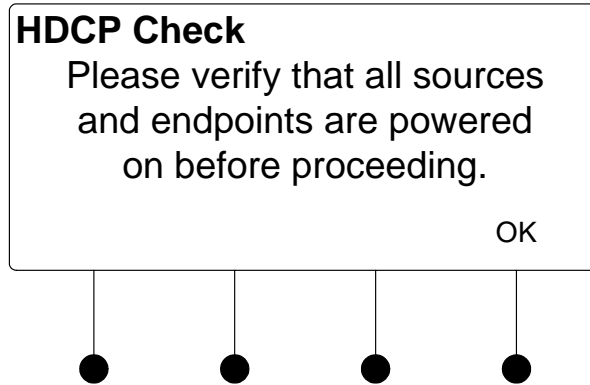 HDCP Check
Please verify that all sources
and endpoints are powered
on before proceeding.
OK